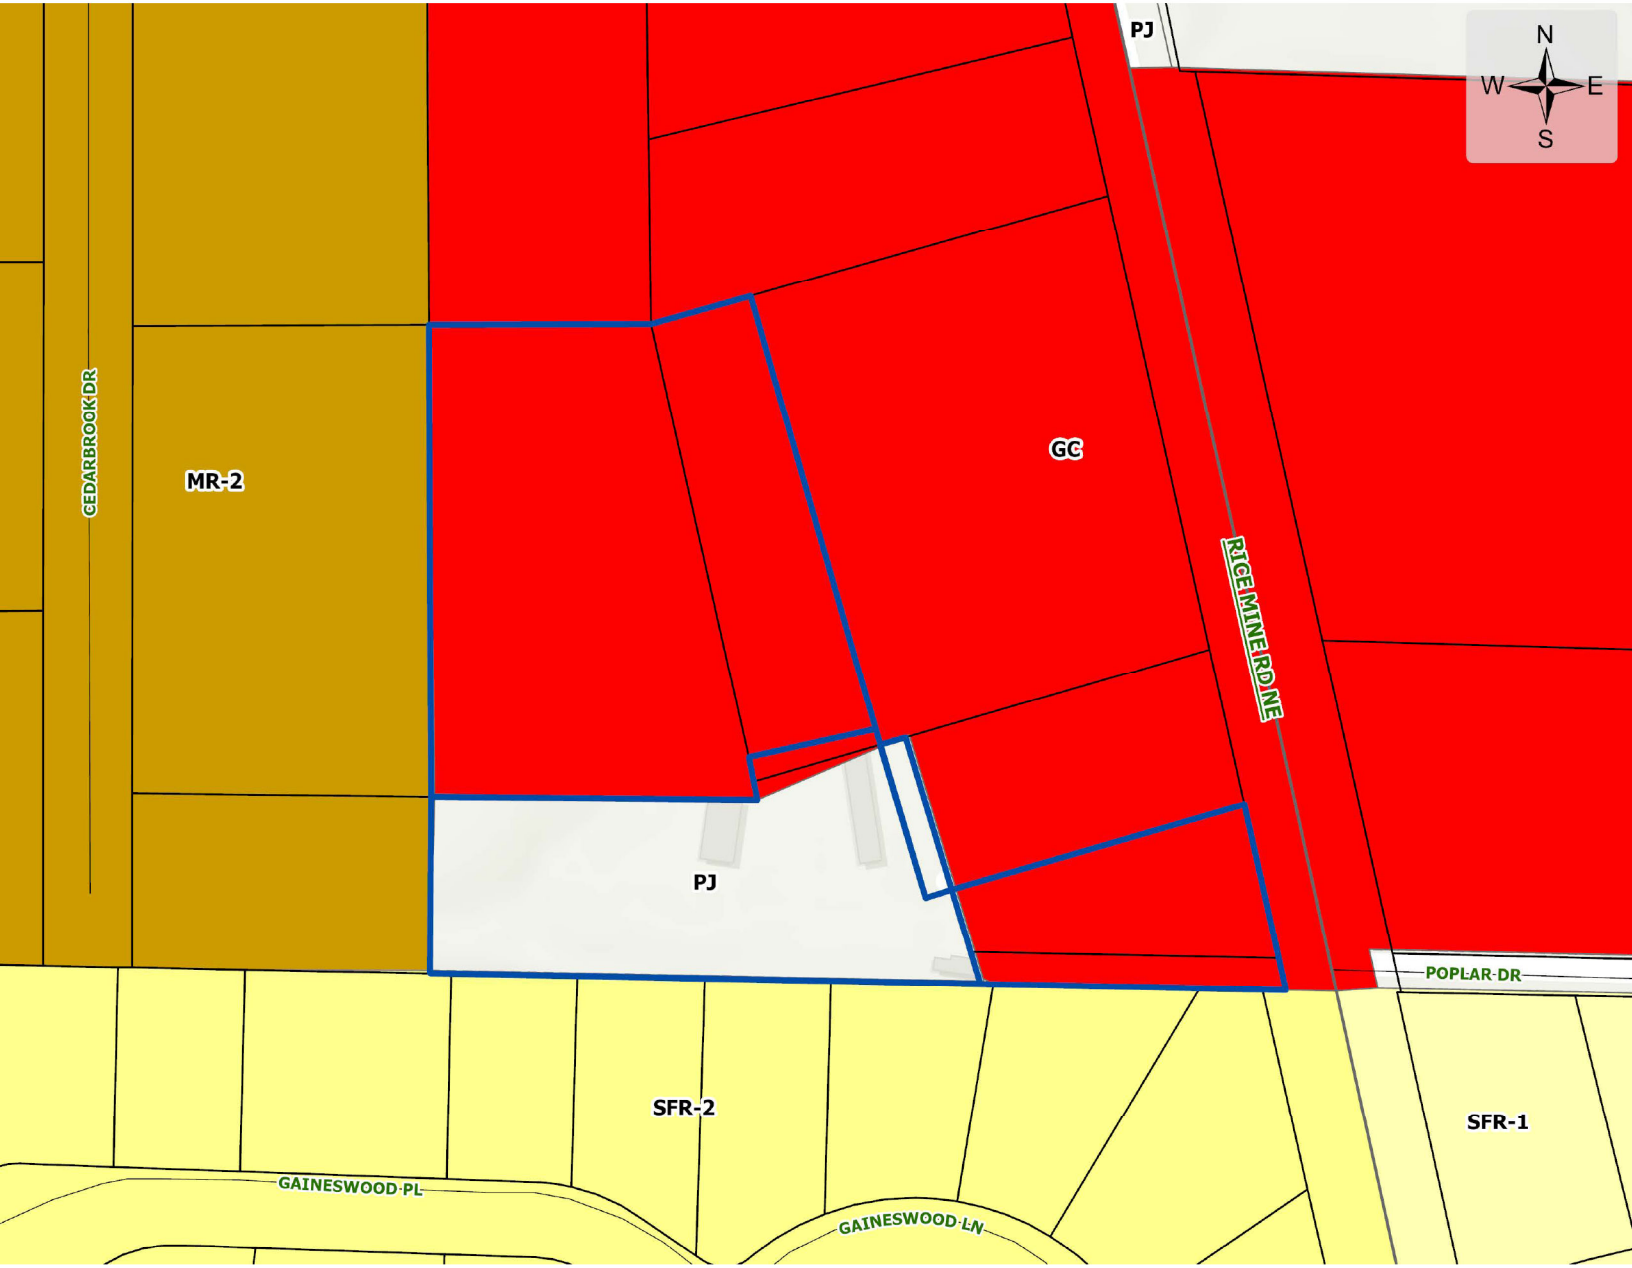 PJ
N
W E
S
CEDARBROOK DR
MR-2
GC
RICE MINE RD NE
PJ
POPLAR DR
SFR-2
SFR-1
GAINESWOOD PL
GAINESWOOD LN